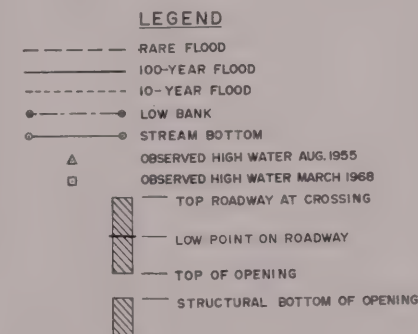 LEGEND
RARE FLOOD
100-YEAR FLOOD
10-YEAR FLOOD
LOW BANK
STREAM BOTTOM
OBSERVED HIGH WATER AUG. 1955
OBSERVED HIGH WATER MARCH 1968
TOP ROADWAY AT CROSSING
LOW POINT ON ROADWAY
TOP OF OPENING
STRUCTURAL BOTTOM OF OPENING